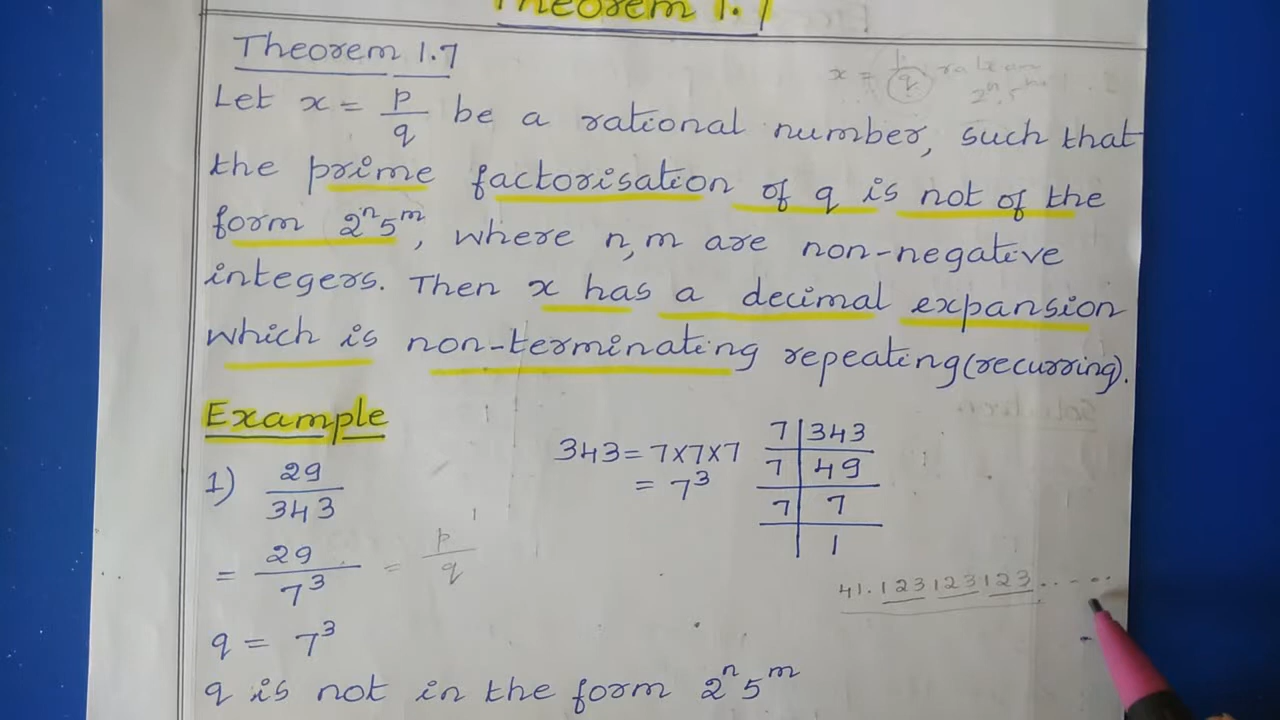 Theorem 1.7
Theorem 1.7
x = p/q
2ⁿ·5ᵐ
Let x = p/q be a rational number, such that
the prime factorisation of q is not of the
form 2ⁿ5ᵐ, where n,m are non-negative
integers. Then x has a decimal expansion
which is non-terminating repeating(recurring).
Example
1) 29/343
343 = 7×7×7
= 7³
7 | 343
7 | 49
7 | 7
1
= 29/7³ = p/q
41.123123123.....
q = 7³
q is not in the form 2ⁿ5ᵐ